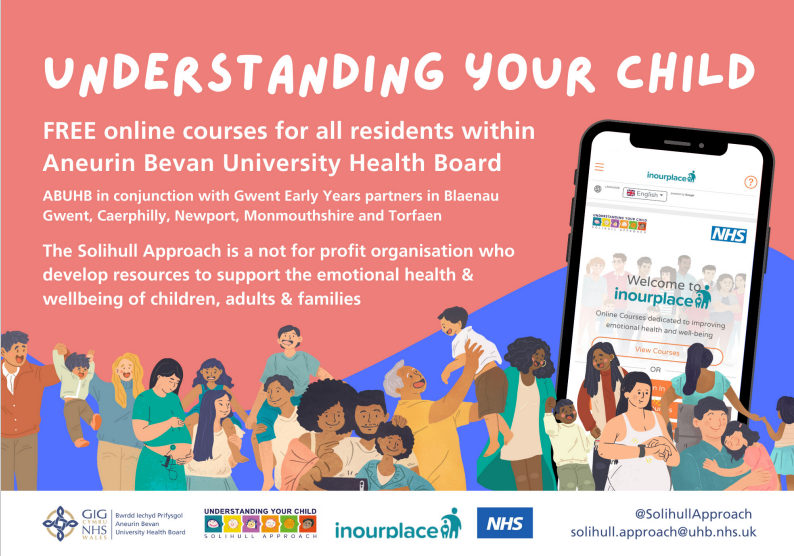 UNDERSTANDING YOUR CHILD
FREE online courses for all residents within
Aneurin Bevan University Health Board
ABUHB in conjunction with Gwent Early Years partners in Blaenau
Gwent, Caerphilly, Newport, Monmouthshire and Torfaen
The Solihull Approach is a not for profit organisation who
develop resources to support the emotional health &
wellbeing of children, adults & families
inourplace
?
English
UNDERSTANDING YOUR CHILD
SOLIHULL APPROACH
NHS
Welcome to
inourplace
Online Courses dedicated to improving
emotional health and well-being
View Courses
OR
In
GIG
CYMRU
NHS
WALES
Bwrdd Iechyd Prifysgol
Aneurin Bevan
University Health Board
UNDERSTANDING YOUR CHILD
SOLIHULL APPROACH
inourplace
NHS
@SolihullApproach
solihull.approach@uhb.nhs.uk